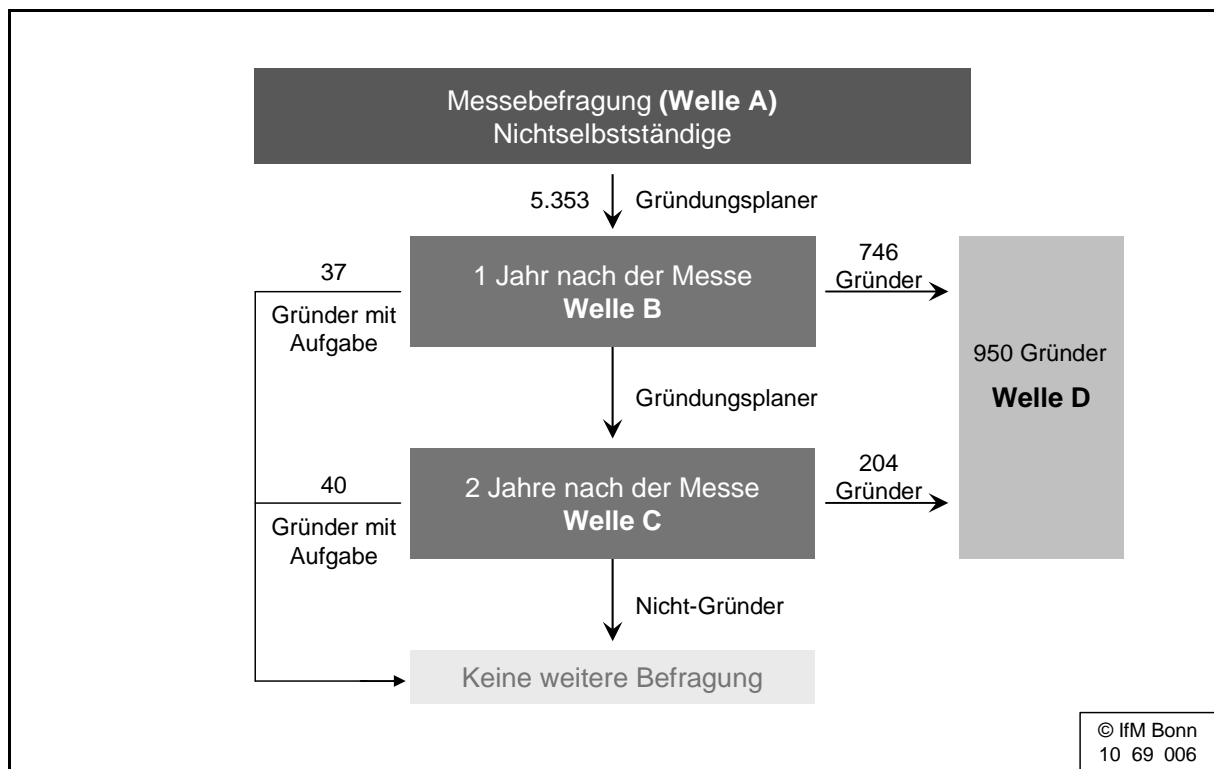 Messebefragung (Welle A)
Nichtselbstständige
5.353
Gründungsplaner
37
Gründer mit
Aufgabe
1 Jahr nach der Messe
Welle B
746
Gründer
950 Gründer
Welle D
Gründungsplaner
40
Gründer mit
Aufgabe
2 Jahre nach der Messe
Welle C
204
Gründer
Nicht-Gründer
Keine weitere Befragung
© IfM Bonn
10 69 006